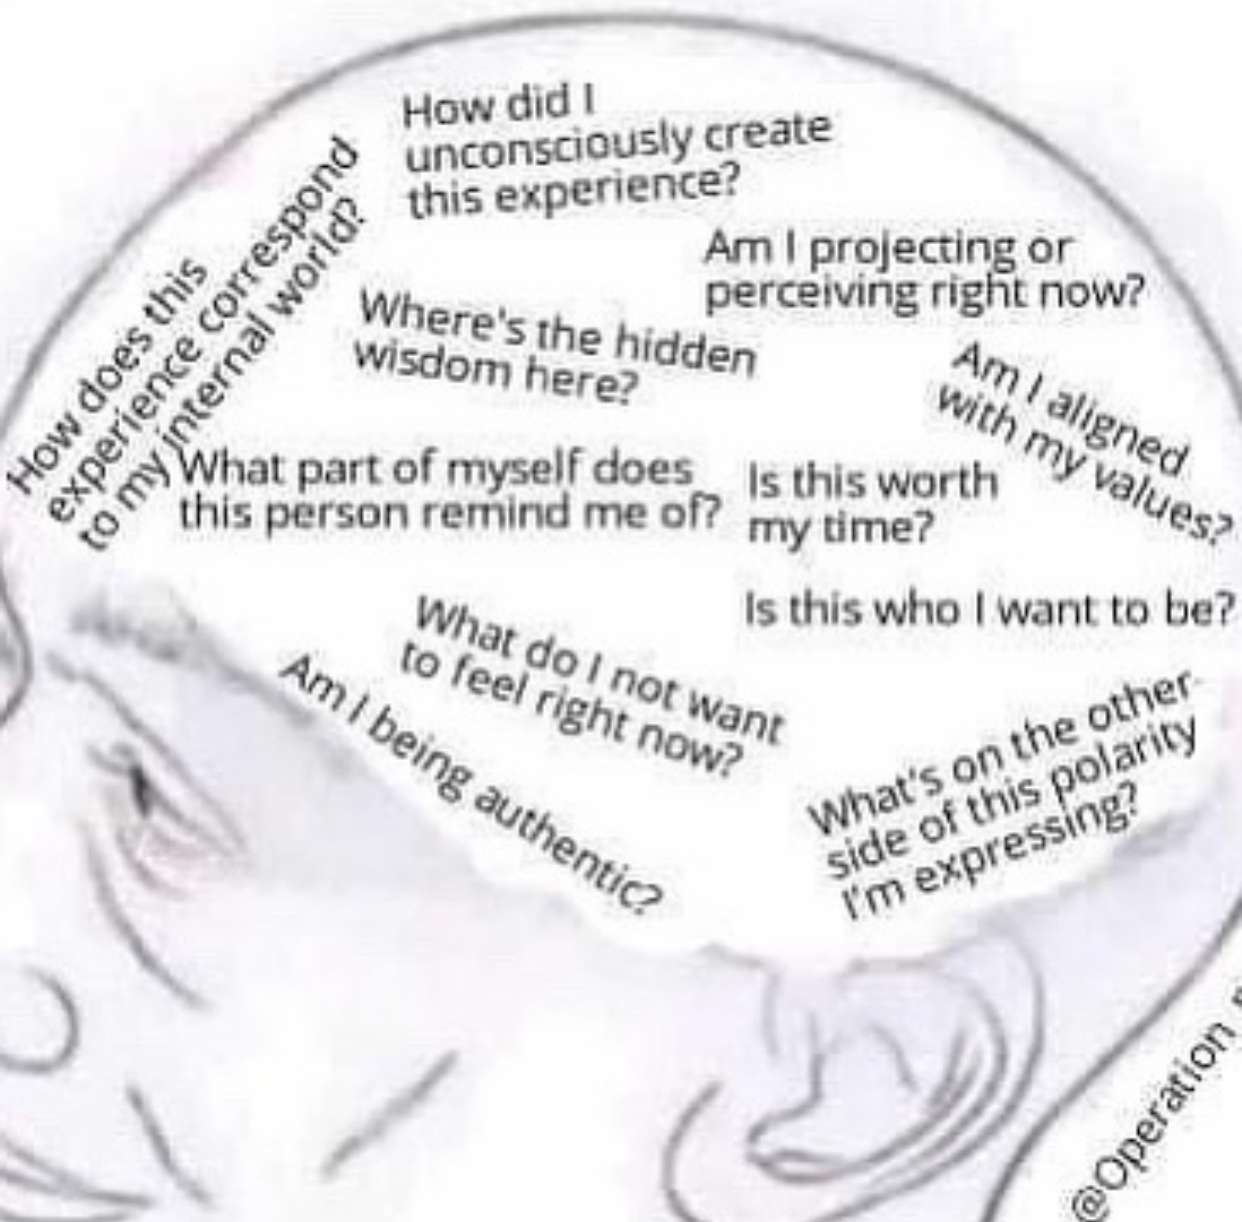 How did I
unconsciously create
this experience?
How does this
experience correspond
to my internal world?
Am I projecting or
perceiving right now?
Where's the hidden
wisdom here?
Am I aligned
with my values?
What part of myself does
this person remind me of?
Is this worth
my time?
Is this who I want to be?
What do I not want
to feel right now?
Am I being authentic?
What's on the other
side of this polarity
I'm expressing?
@Operation